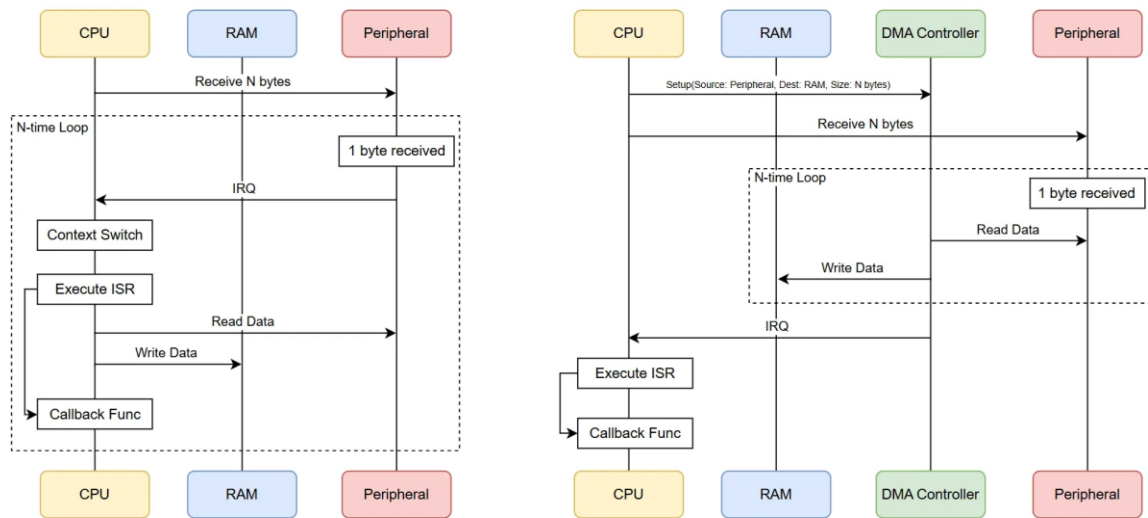 CPU
RAM
Peripheral
Receive N bytes
N-time Loop
1 byte received
IRQ
Context Switch
Execute ISR
Read Data
Write Data
Callback Func
CPU
RAM
Peripheral
CPU
RAM
DMA Controller
Peripheral
Setup(Source: Peripheral, Dest: RAM, Size: N bytes)
Receive N bytes
N-time Loop
1 byte received
Read Data
Write Data
IRQ
Execute ISR
Callback Func
CPU
RAM
DMA Controller
Peripheral